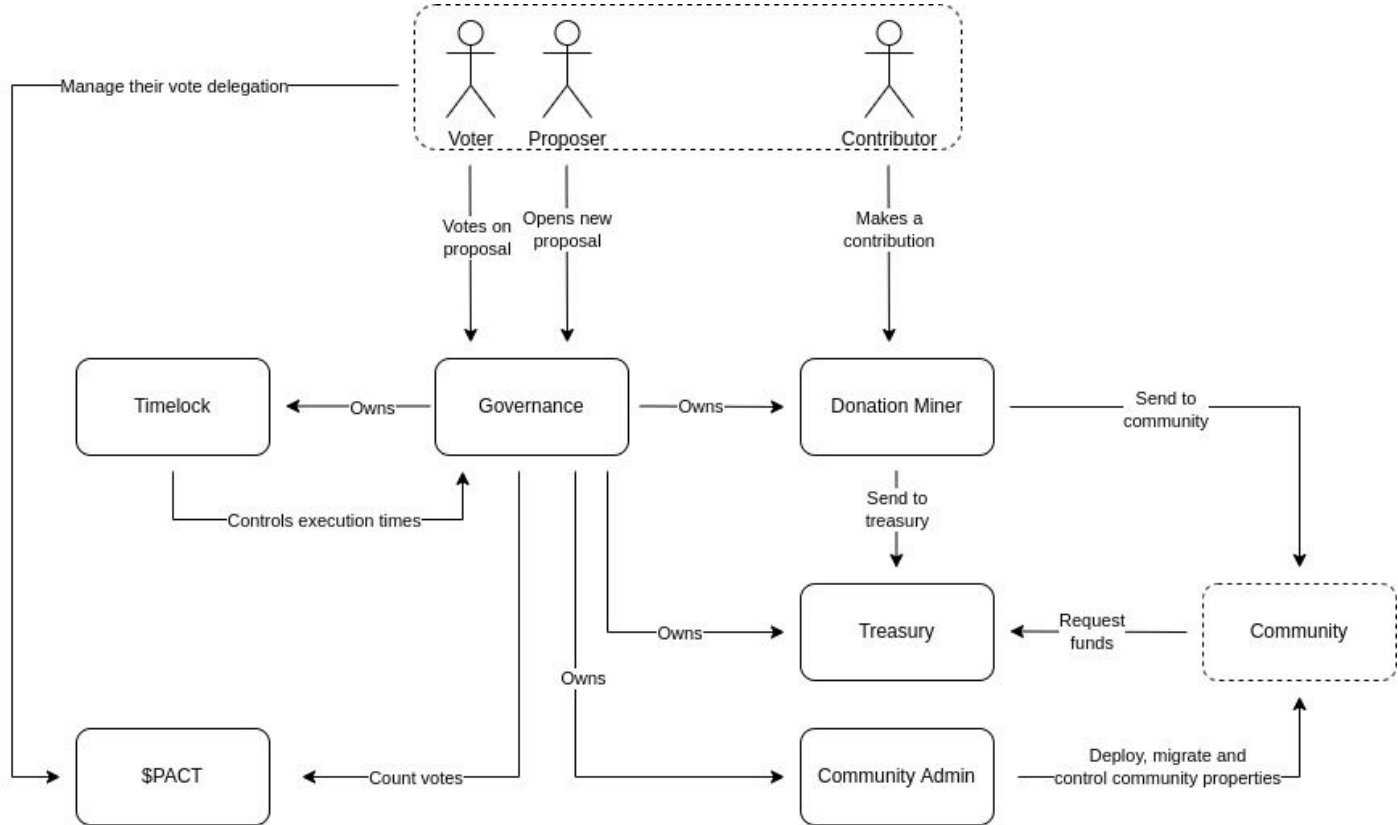 Manage their vote delegation
Voter
Proposer
Contributor
Votes on
proposal
Opens new
proposal
Makes a
contribution
Timelock
Owns
Governance
Owns
Donation Miner
Send to
community
Controls execution times
Send to
treasury
Owns
Treasury
Request
funds
Community
Owns
$PACT
Count votes
Community Admin
Deploy, migrate and
control community properties